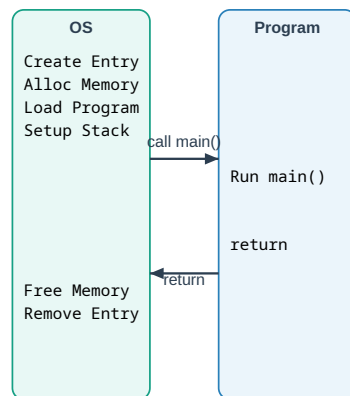 OS
Program
Create Entry
Alloc Memory
Load Program
Setup Stack
call main()
Run main()
return
return
Free Memory
Remove Entry